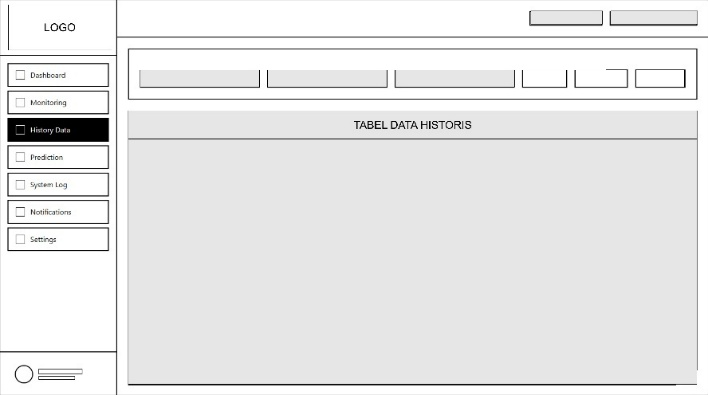 LOGO
Dashboard
Monitoring
History Data
Prediction
System Log
Notifications
Settings
TABEL DATA HISTORIS